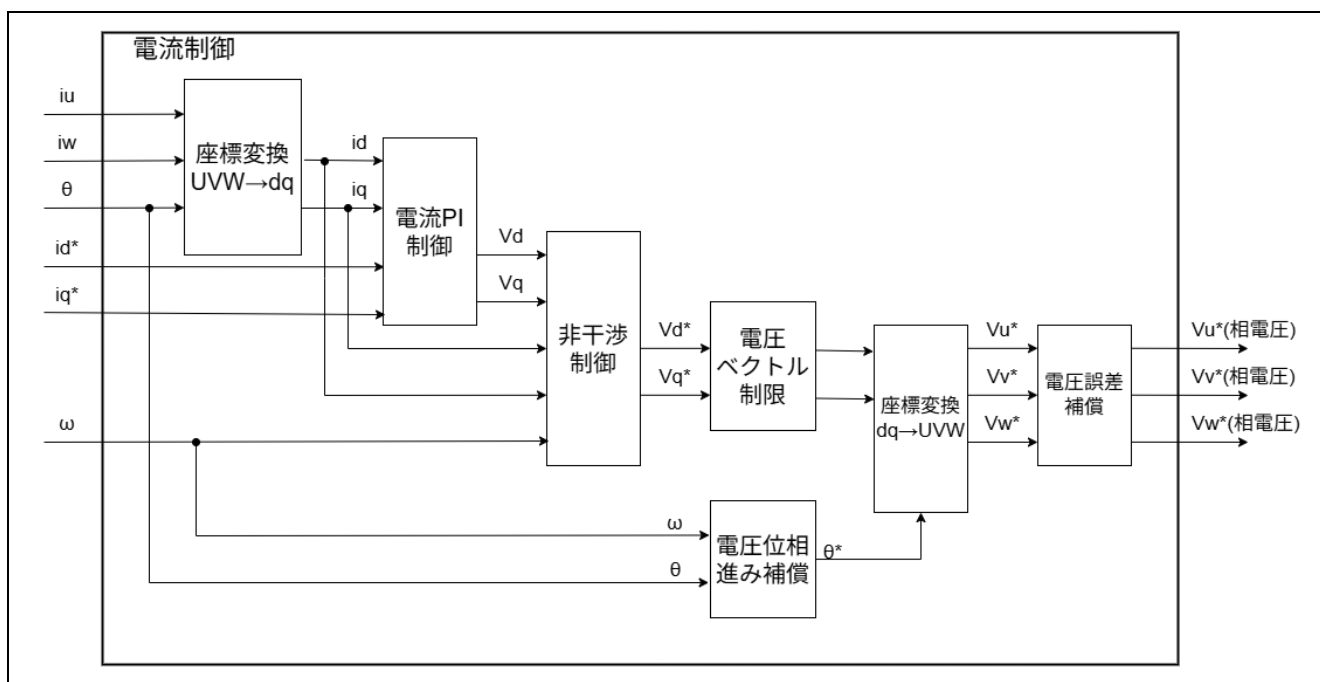 電流制御
iu
iw
θ
id*
iq*
ω
座標変換
UVW→dq
id
iq
電流PI
制御
Vd
Vq
非干渉
制御
Vd*
Vq*
電圧
ベクトル
制限
座標変換
dq→UVW
Vu*
Vv*
Vw*
電圧誤差
補償
Vu*(相電圧)
Vv*(相電圧)
Vw*(相電圧)
ω
θ
電圧位相
進み補償
θ*